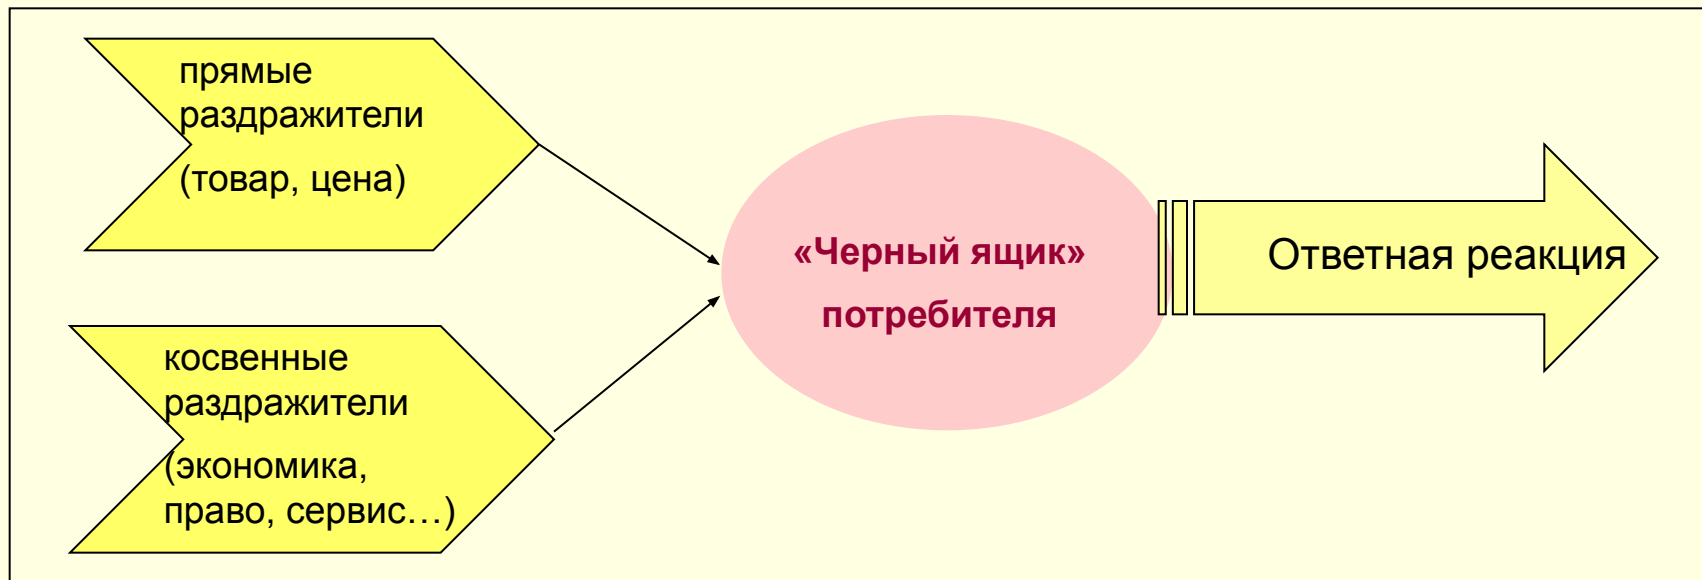 прямые
раздражители
(товар, цена)
«Черный ящик»
потребителя
Ответная реакция
косвенные
раздражители
(экономика,
право, сервис…)